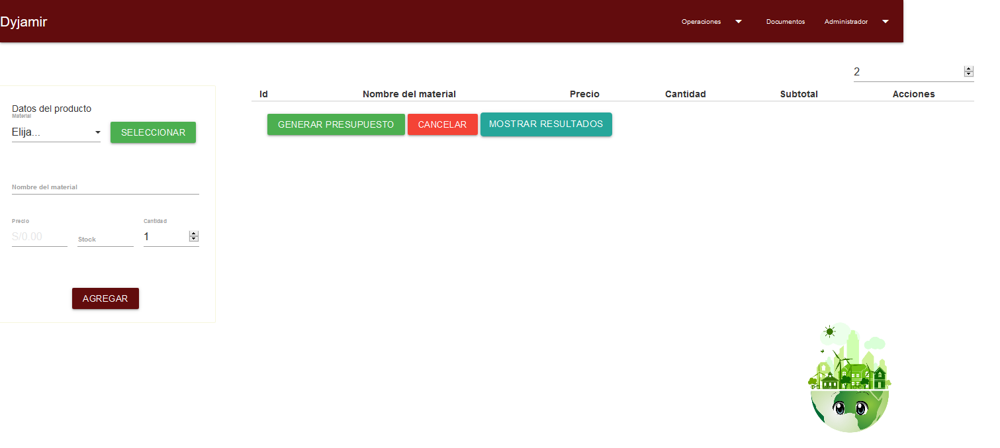 Dyjamir
Operaciones Documentos Administrador
2
Id Nombre del material Precio Cantidad Subtotal Acciones
GENERAR PRESUPUESTO CANCELAR MOSTRAR RESULTADOS
Datos del producto
Material
Elija... SELECCIONAR
Nombre del material
Precio Cantidad
S/0.00 Stock 1
AGREGAR